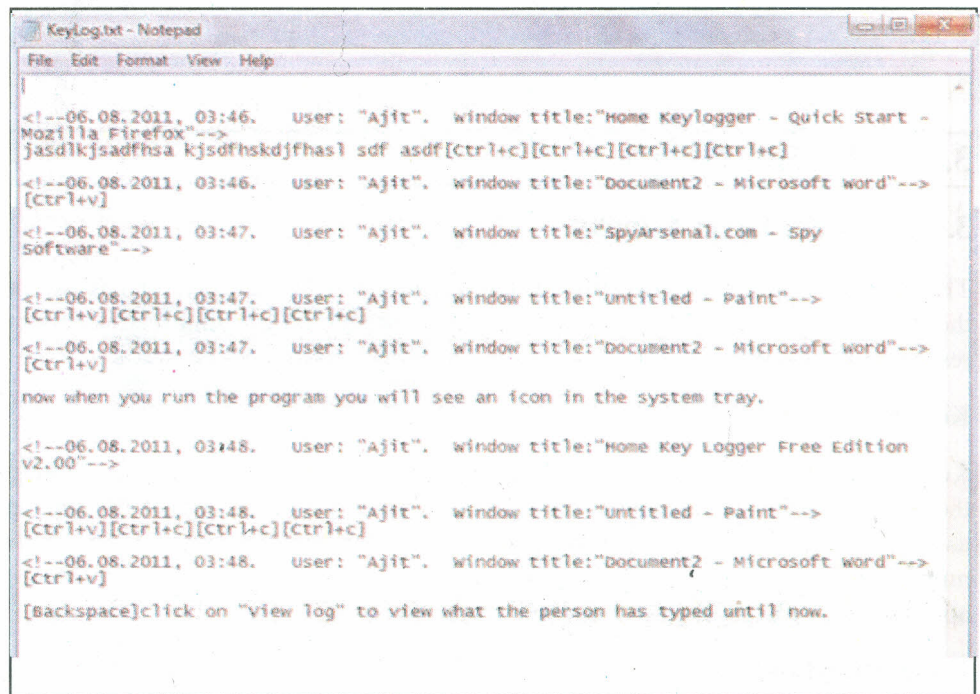 KeyLog.txt - Notepad
File Edit Format View Help
<!--06.08.2011, 03:46. User: "Ajit". Window title:"Home Keylogger - Quick Start -
Mozilla Firefox"-->
jasdlkjsadfhsa kjsdfhskdjfhasl sdf asdf[Ctrl+c][Ctrl+c][Ctrl+c][Ctrl+c]
<!--06.08.2011, 03:46. User: "Ajit". Window title:"Document2 - Microsoft Word"-->
[Ctrl+v]
<!--06.08.2011, 03:47. User: "Ajit". Window title:"SpyArsenal.com - Spy
Software"-->
<!--06.08.2011, 03:47. User: "Ajit". Window title:"untitled - Paint"-->
[Ctrl+v][Ctrl+c][Ctrl+c][Ctrl+c]
<!--06.08.2011, 03:47. User: "Ajit". Window title:"Document2 - Microsoft Word"-->
[Ctrl+v]
now when you run the program you will see an icon in the system tray.
<!--06.08.2011, 03:48. User: "Ajit". Window title:"Home Key Logger Free Edition
v2.00"-->
<!--06.08.2011, 03:48. User: "Ajit". Window title:"untitled - Paint"-->
[Ctrl+v][Ctrl+c][Ctrl+c][Ctrl+c]
<!--06.08.2011, 03:48. User: "Ajit". Window title:"Document2 - Microsoft Word"-->
[Ctrl+v]
[Backspace]click on "View log" to view what the person has typed until now.